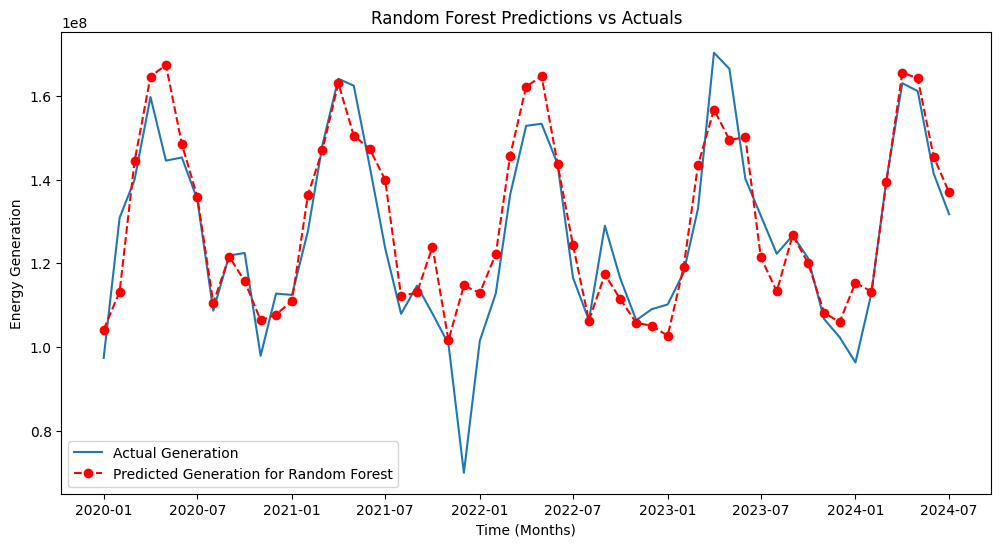 Random Forest Predictions vs Actuals
1e8
1.6
1.4
1.2
1.0
0.8
Energy Generation
Actual Generation
Predicted Generation for Random Forest
2020-01 2020-07 2021-01 2021-07 2022-01 2022-07 2023-01 2023-07 2024-01 2024-07
Time (Months)